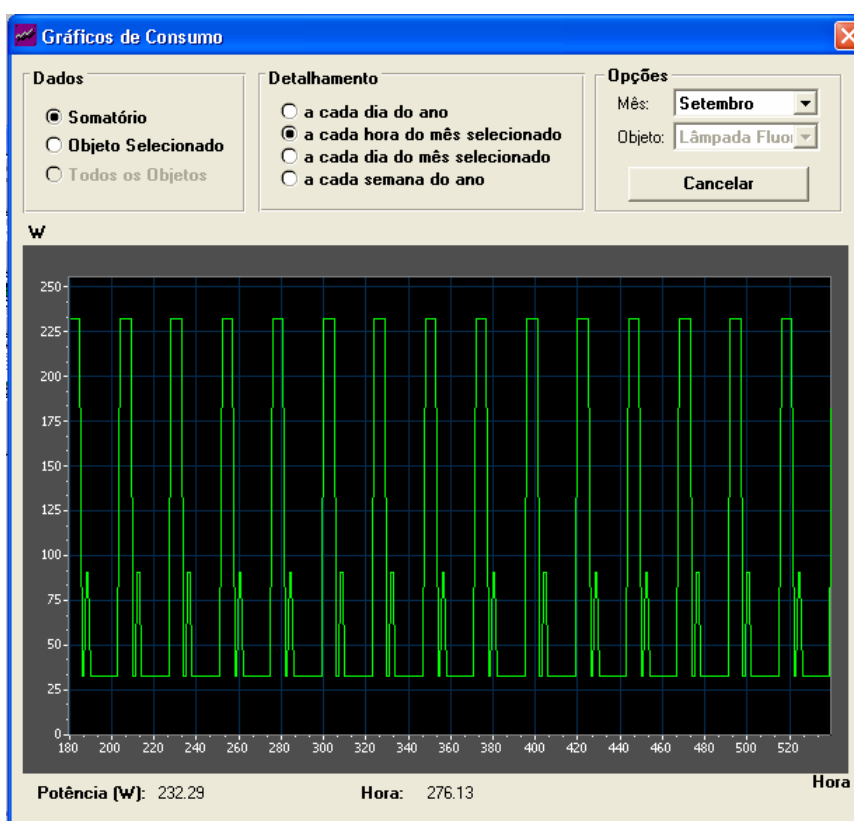 Gráficos de Consumo
Dados
Somatório
Objeto Selecionado
Todos os Objetos
Detalhamento
a cada dia do ano
a cada hora do mês selecionado
a cada dia do mês selecionado
a cada semana do ano
Opções
Mês: Setembro
Objeto: Lâmpada Fluor
Cancelar
W
250
225
200
175
150
125
100
75
50
25
0
180 200 220 240 260 280 300 320 340 360 380 400 420 440 460 480 500 520
Hora
Potência (W): 232.29 Hora: 276.13